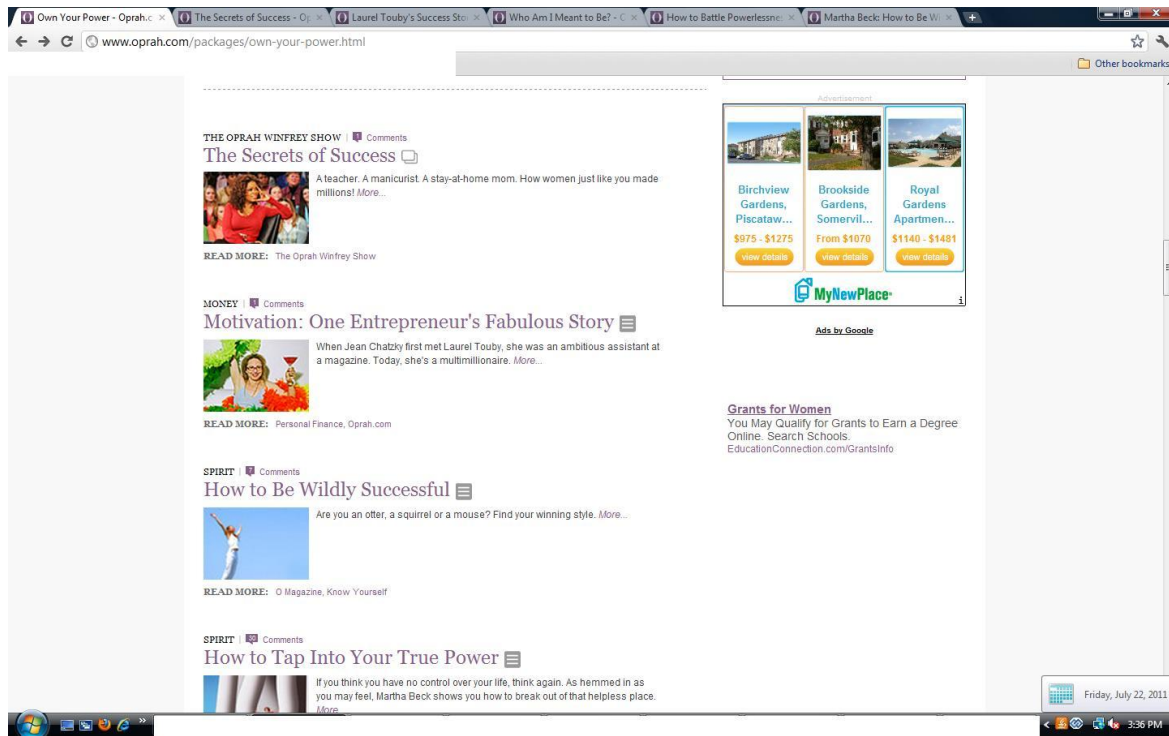 Own Your Power - Oprah.c
The Secrets of Success - Op
Laurel Touby's Success Stor
Who Am I Meant to Be? - O
How to Battle Powerlessnes
Martha Beck: How to Be Wi
www.oprah.com/packages/own-your-power.html
Other bookmarks
THE OPRAH WINFREY SHOW | Comments
The Secrets of Success
A teacher. A manicurist. A stay-at-home mom. How women just like you made
millions! More...
READ MORE: The Oprah Winfrey Show
MONEY | Comments
Motivation: One Entrepreneur's Fabulous Story
When Jean Chatzky first met Laurel Touby, she was an ambitious assistant at
a magazine. Today, she's a multimillionaire. More...
READ MORE: Personal Finance, Oprah.com
SPIRIT | Comments
How to Be Wildly Successful
Are you an otter, a squirrel or a mouse? Find your winning style. More...
READ MORE: O Magazine, Know Yourself
SPIRIT | Comments
How to Tap Into Your True Power
If you think you have no control over your life, think again. As hemmed in as
you may feel, Martha Beck shows you how to break out of that helpless place.
More...
Advertisement
Birchview
Gardens,
Piscataw...
$975 - $1275
view details
Brookside
Gardens,
Somervil...
From $1070
view details
Royal
Gardens
Apartmen...
$1140 - $1481
view details
MyNewPlace
i
Ads by Google
Grants for Women
You May Qualify for Grants to Earn a Degree
Online. Search Schools.
EducationConnection.com/GrantsInfo
Friday, July 22, 2011
3:36 PM